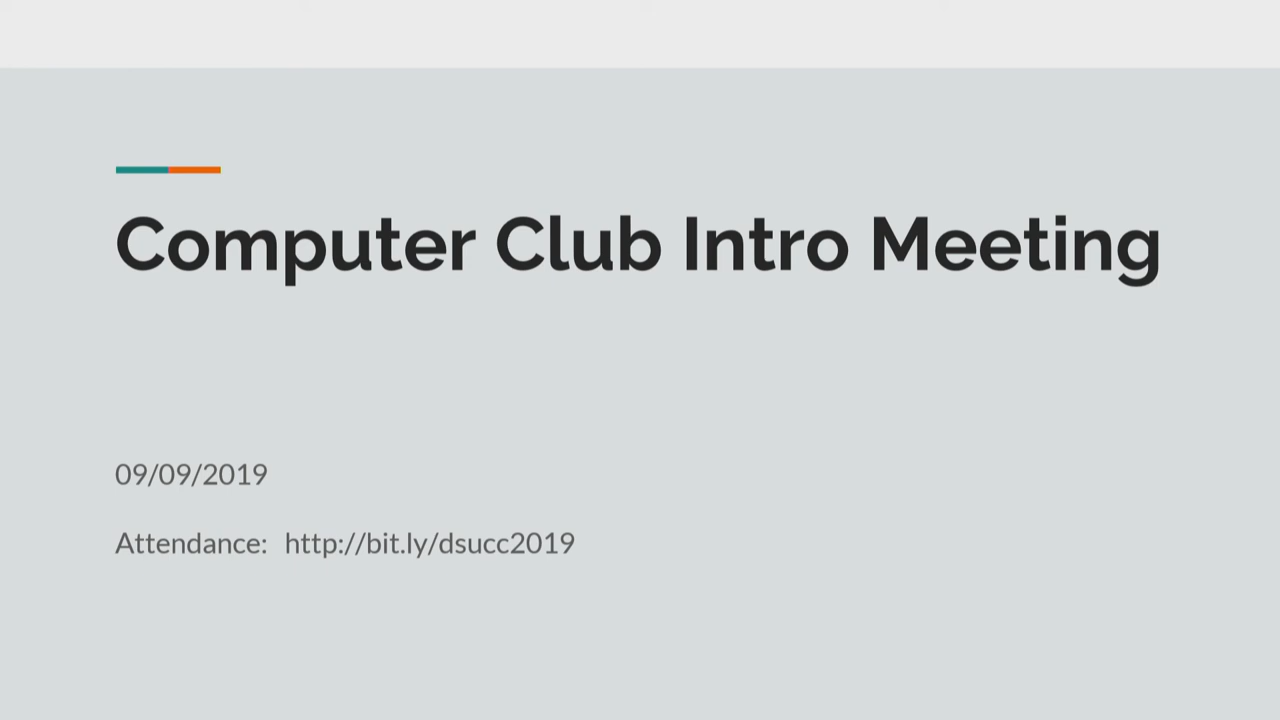 Computer Club Intro Meeting
09/09/2019
Attendance: http://bit.ly/dsucc2019